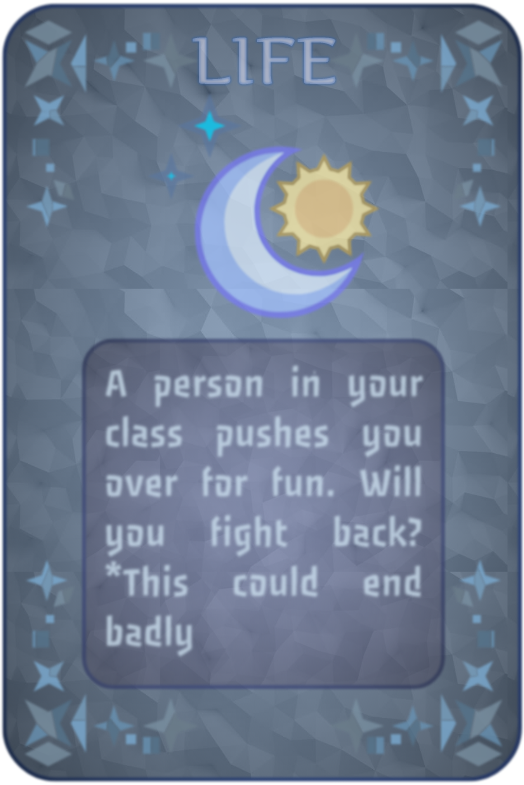 LIFE
A person in your
class pushes you
over for fun. Will
you fight back?
*This could end
badly